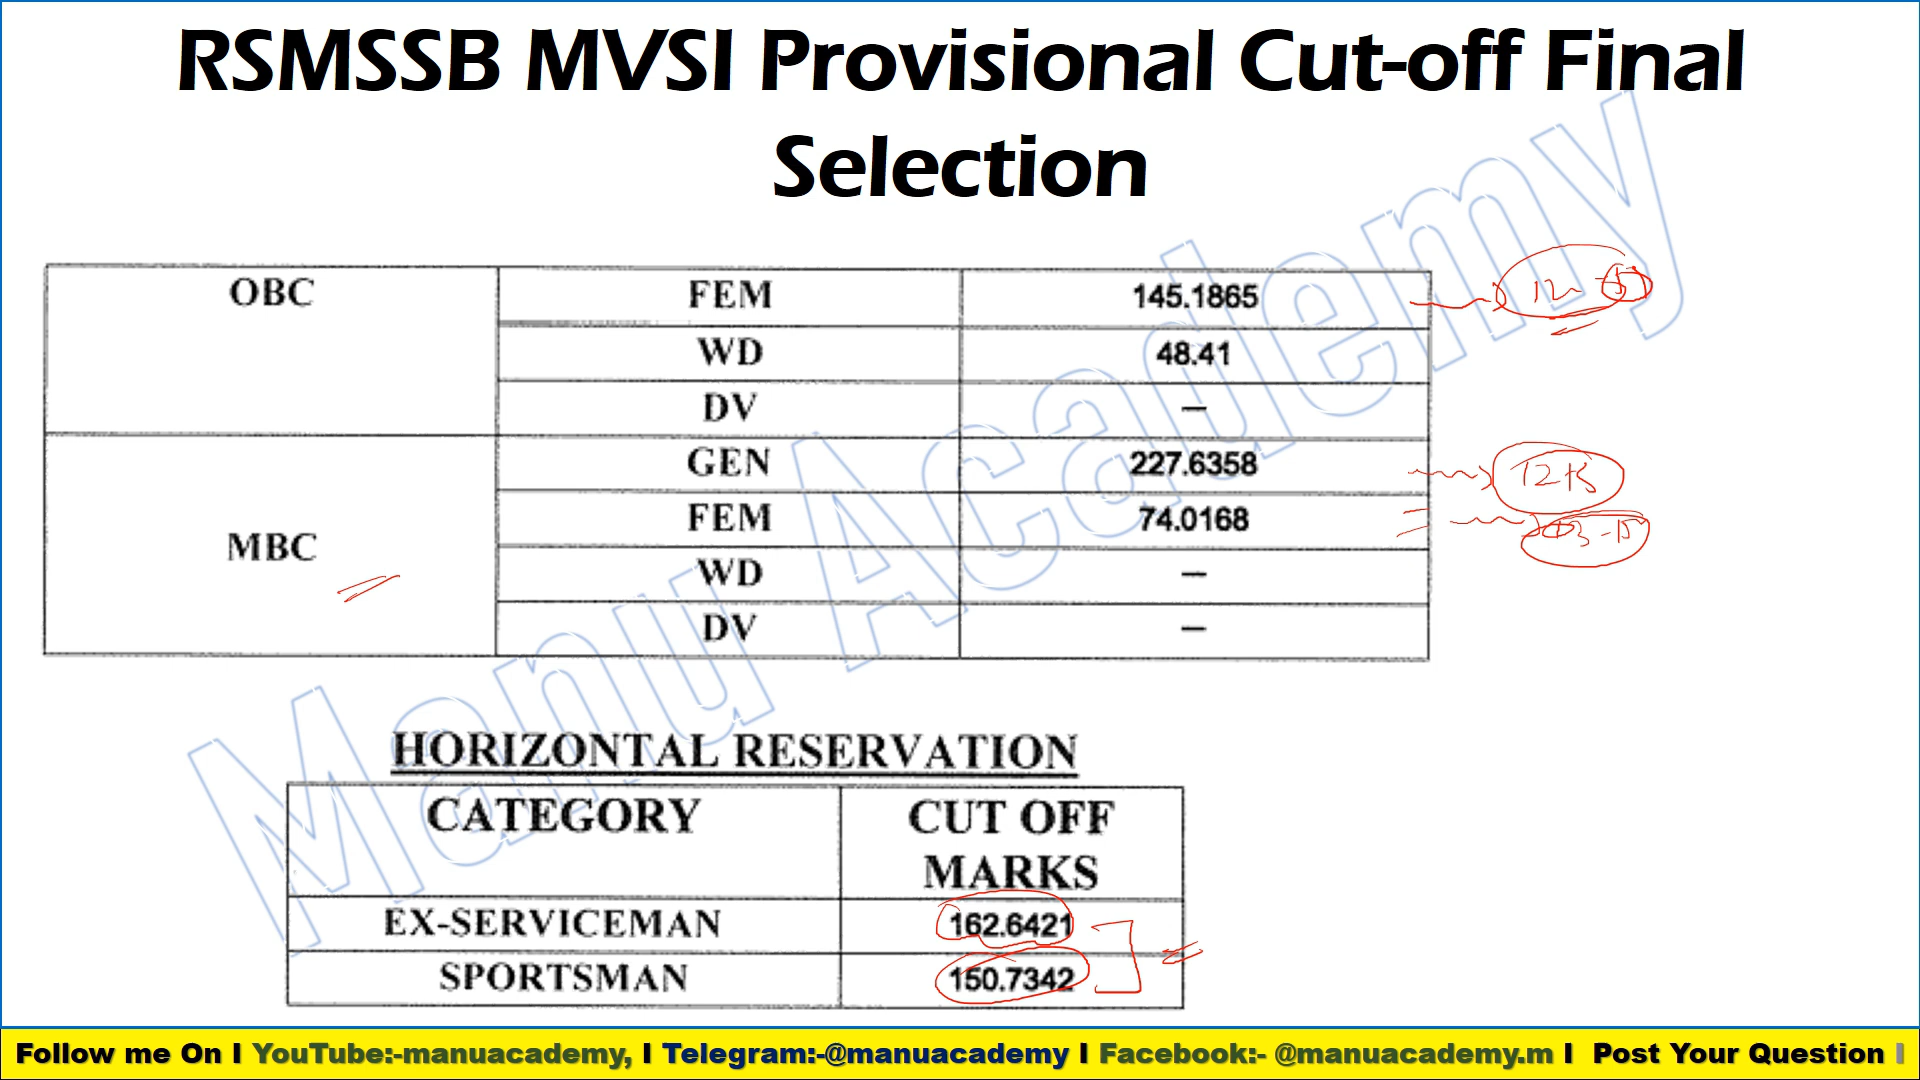 RSMSSB MVSI Provisional Cut-off Final
Selection
OBC FEM 145.1865
WD 48.41
DV –
MBC GEN 227.6358
FEM 74.0168
WD –
DV –
HORIZONTAL RESERVATION
CATEGORY CUT OFF
MARKS
EX-SERVICEMAN 162.6421
SPORTSMAN 150.7342
Manu Academy
Follow me On I YouTube:-manuacademy, I Telegram:-@manuacademy I Facebook:- @manuacademy.m I Post Your Question I